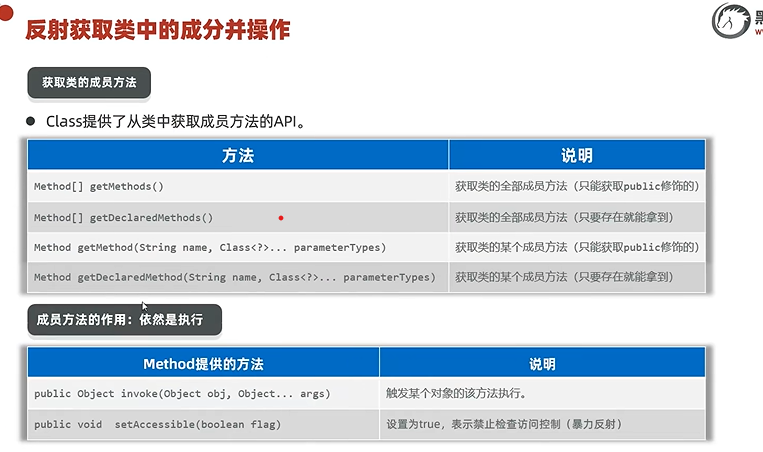 反射获取类中的成分并操作
获取类的成员方法
Class提供了从类中获取成员方法的API。
方法 说明
Method[] getMethods() 获取类的全部成员方法（只能获取public修饰的）
Method[] getDeclaredMethods() 获取类的全部成员方法（只要存在就能拿到）
Method getMethod(String name, Class<?>... parameterTypes) 获取类的某个成员方法（只能获取public修饰的）
Method getDeclaredMethod(String name, Class<?>... parameterTypes) 获取类的某个成员方法（只要存在就能拿到）
成员方法的作用：依然是执行
Method提供的方法 说明
public Object invoke(Object obj, Object... args) 触发某个对象的该方法执行。
public void setAccessible(boolean flag) 设置为true，表示禁止检查访问控制（暴力反射）